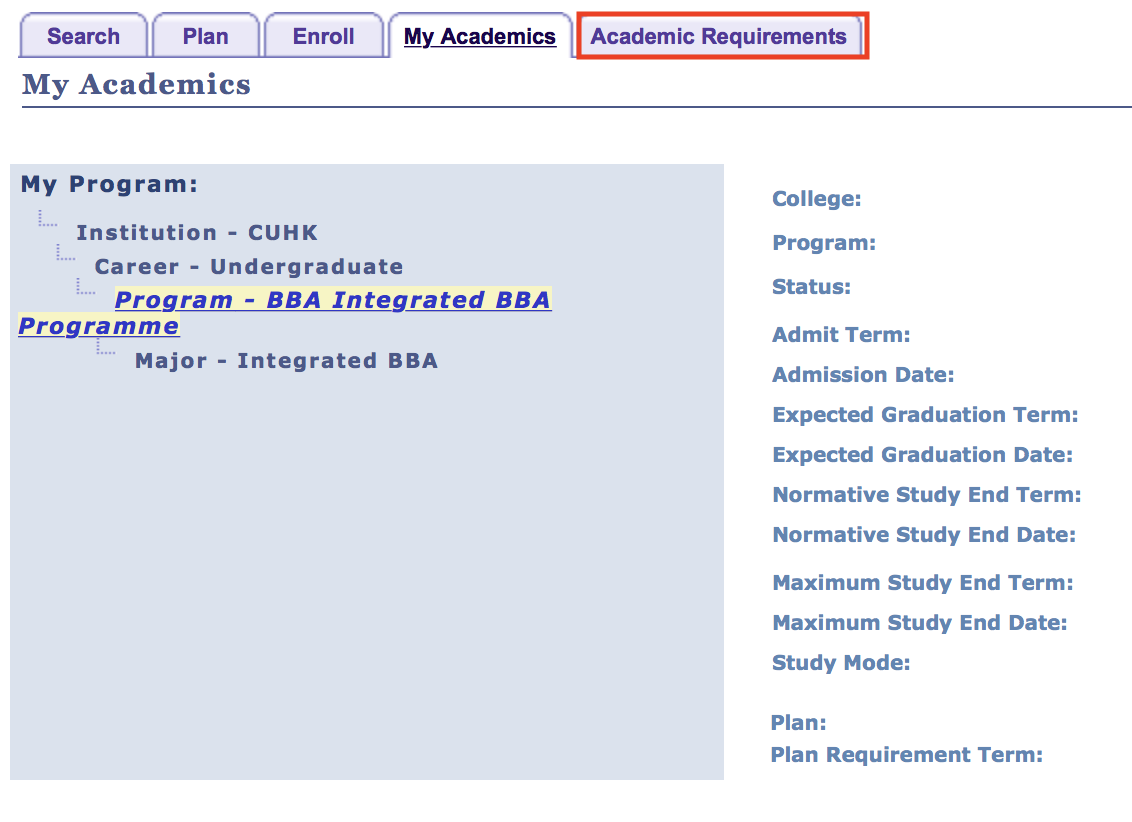 Search Plan Enroll My Academics Academic Requirements
My Academics
My Program:
Institution - CUHK
Career - Undergraduate
Program - BBA Integrated BBA
Programme
Major - Integrated BBA
College:
Program:
Status:
Admit Term:
Admission Date:
Expected Graduation Term:
Expected Graduation Date:
Normative Study End Term:
Normative Study End Date:
Maximum Study End Term:
Maximum Study End Date:
Study Mode:
Plan:
Plan Requirement Term: